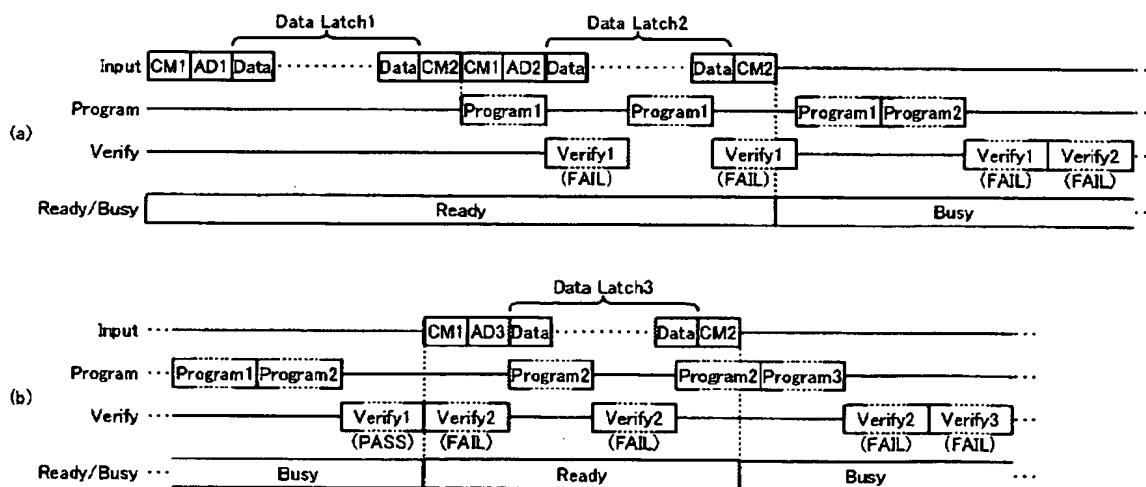 Data Latch1 Data Latch2
Input CM1 AD1 Data Data CM2 CM1 AD2 Data Data CM2
Program Program1 Program1 Program1 Program2
(a)
Verify Verify1 Verify1 Verify1 Verify2
(FAIL) (FAIL) (FAIL) (FAIL)
Ready/Busy Ready Busy
Data Latch3
Input CM1 AD3 Data Data CM2
Program Program1 Program2 Program2 Program2 Program3
(b)
Verify Verify1 Verify2 Verify2 Verify2 Verify3
(PASS) (FAIL) (FAIL) (FAIL) (FAIL)
Ready/Busy Busy Ready Busy